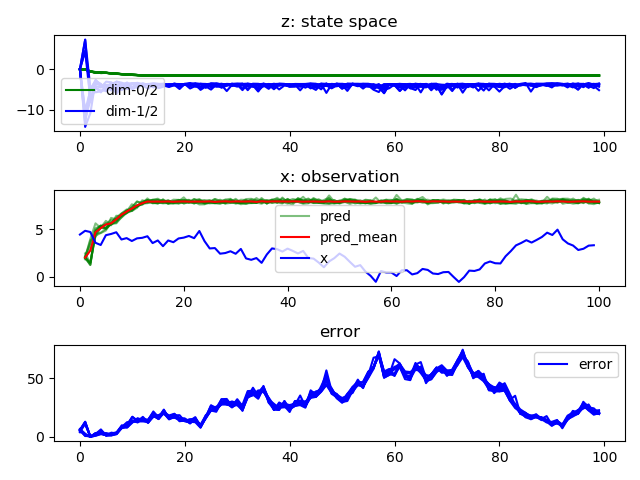 z: state space
0
−10
dim-0/2
dim-1/2
0 20 40 60 80 100
x: observation
5
0
pred
pred_mean
x
0 20 40 60 80 100
error
50
0
error
0 20 40 60 80 100